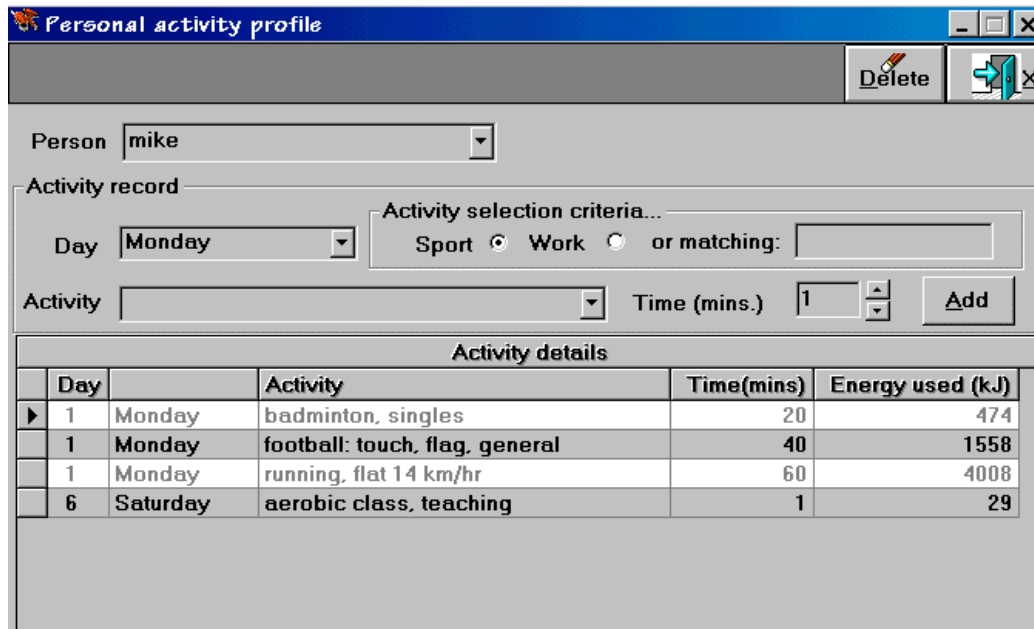 Personal activity profile
Delete
x
Person mike
Activity record
Activity selection criteria...
Day Monday Sport Work or matching:
Activity Time (mins.) 1 Add
Activity details
Day Activity Time(mins) Energy used (kJ)
1 Monday badminton, singles 20 474
1 Monday football: touch, flag, general 40 1558
1 Monday running, flat 14 km/hr 60 4008
6 Saturday aerobic class, teaching 1 29